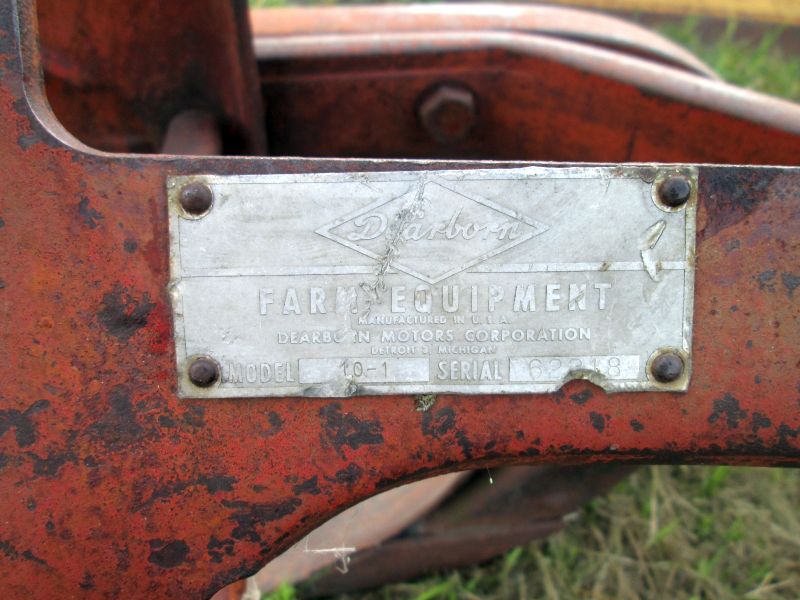 Dearborn
FARM EQUIPMENT
MANUFACTURED IN U.S.A.
DEARBORN MOTORS CORPORATION
DETROIT 3, MICHIGAN
MODEL 10-1 SERIAL